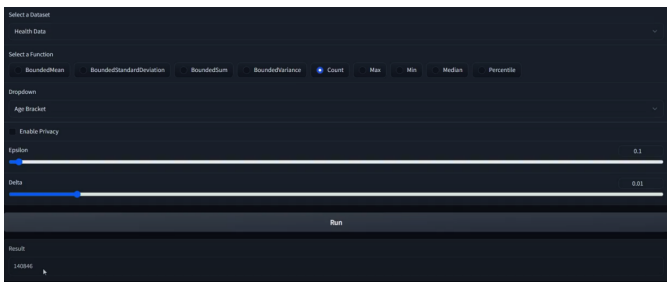 Select a Dataset
Health Data
Select a Function
BoundedMean BoundedStandardDeviation BoundedSum BoundedVariance Count Max Min Median Percentile
Dropdown
Age Bracket
Enable Privacy
Epsilon 0.1
Delta 0.01
Run
Result
140846